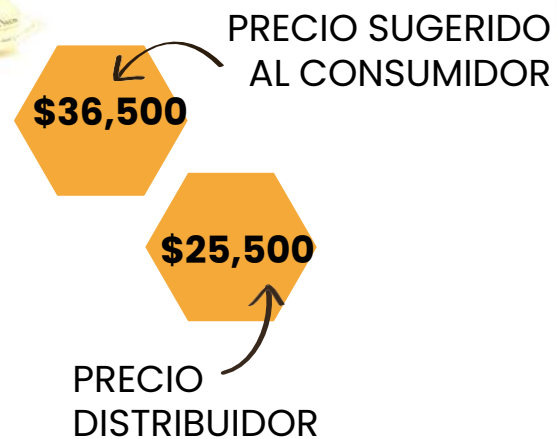 PRECIO SUGERIDO
AL CONSUMIDOR
$36,500
$25,500
PRECIO
DISTRIBUIDOR